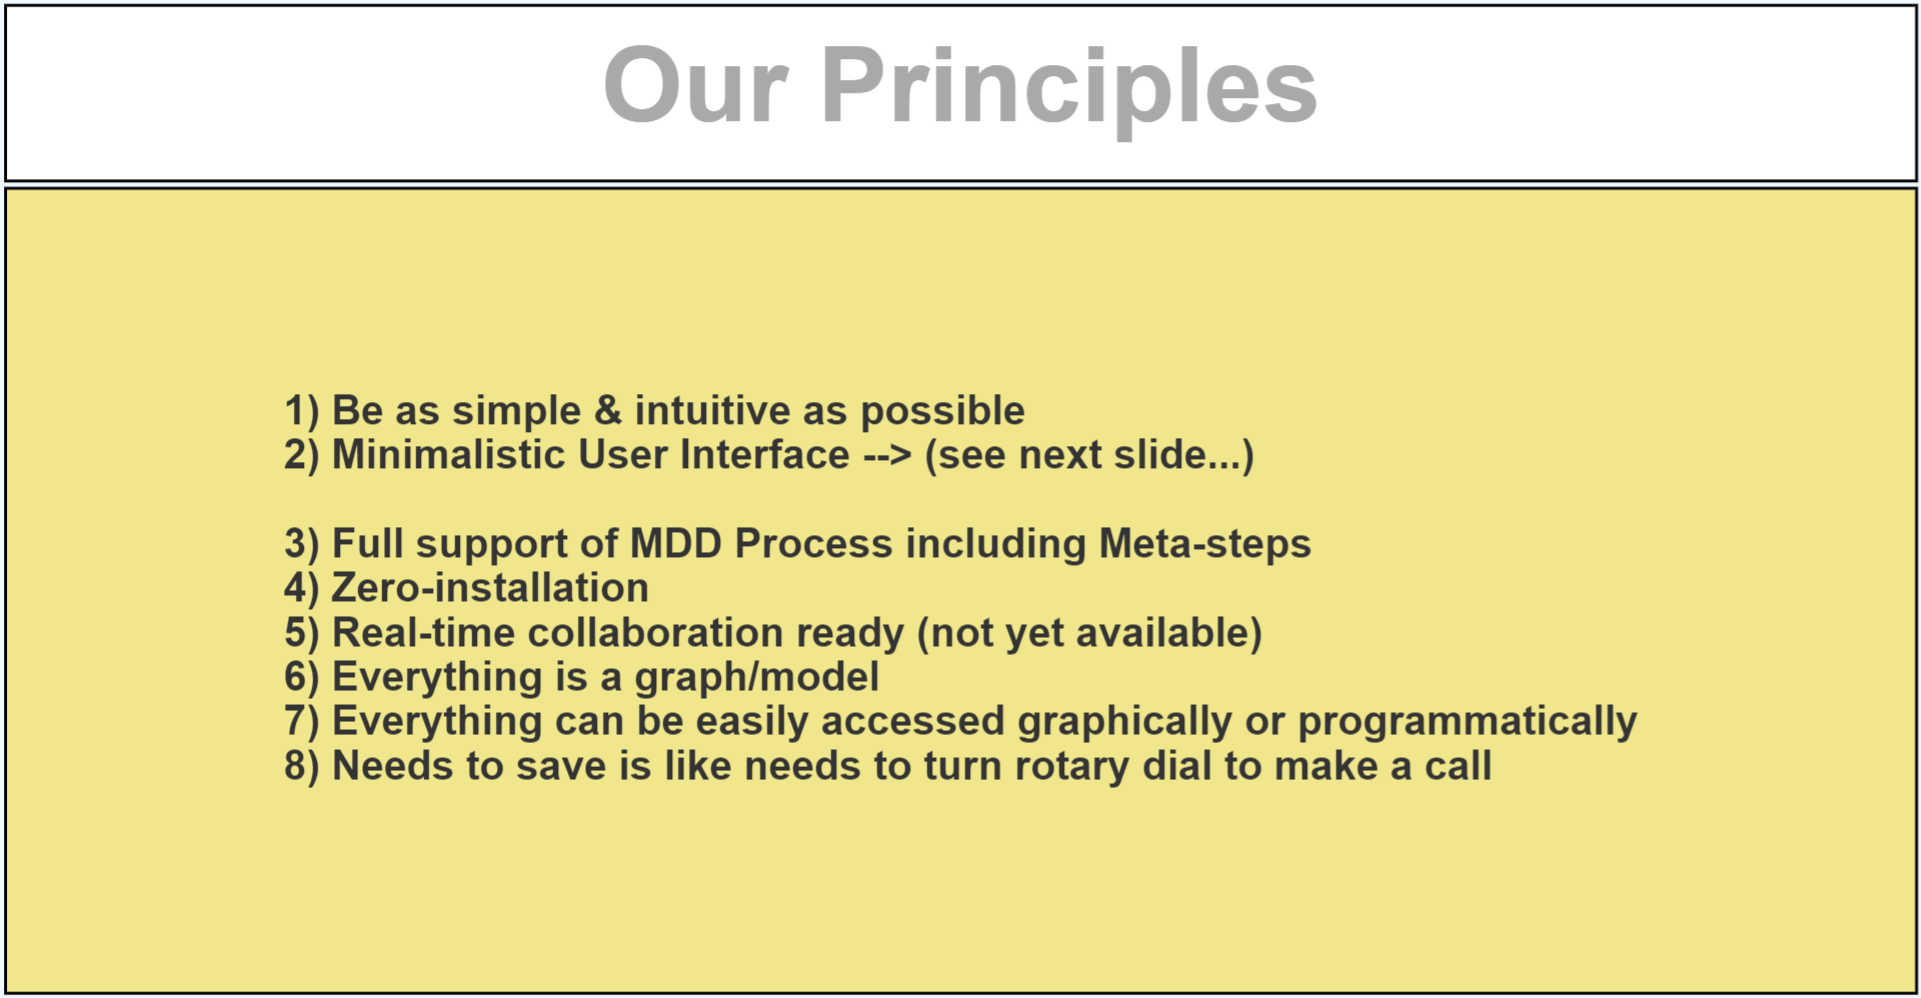 Our Principles
1) Be as simple & intuitive as possible
2) Minimalistic User Interface --> (see next slide...)
3) Full support of MDD Process including Meta-steps
4) Zero-installation
5) Real-time collaboration ready (not yet available)
6) Everything is a graph/model
7) Everything can be easily accessed graphically or programmatically
8) Needs to save is like needs to turn rotary dial to make a call